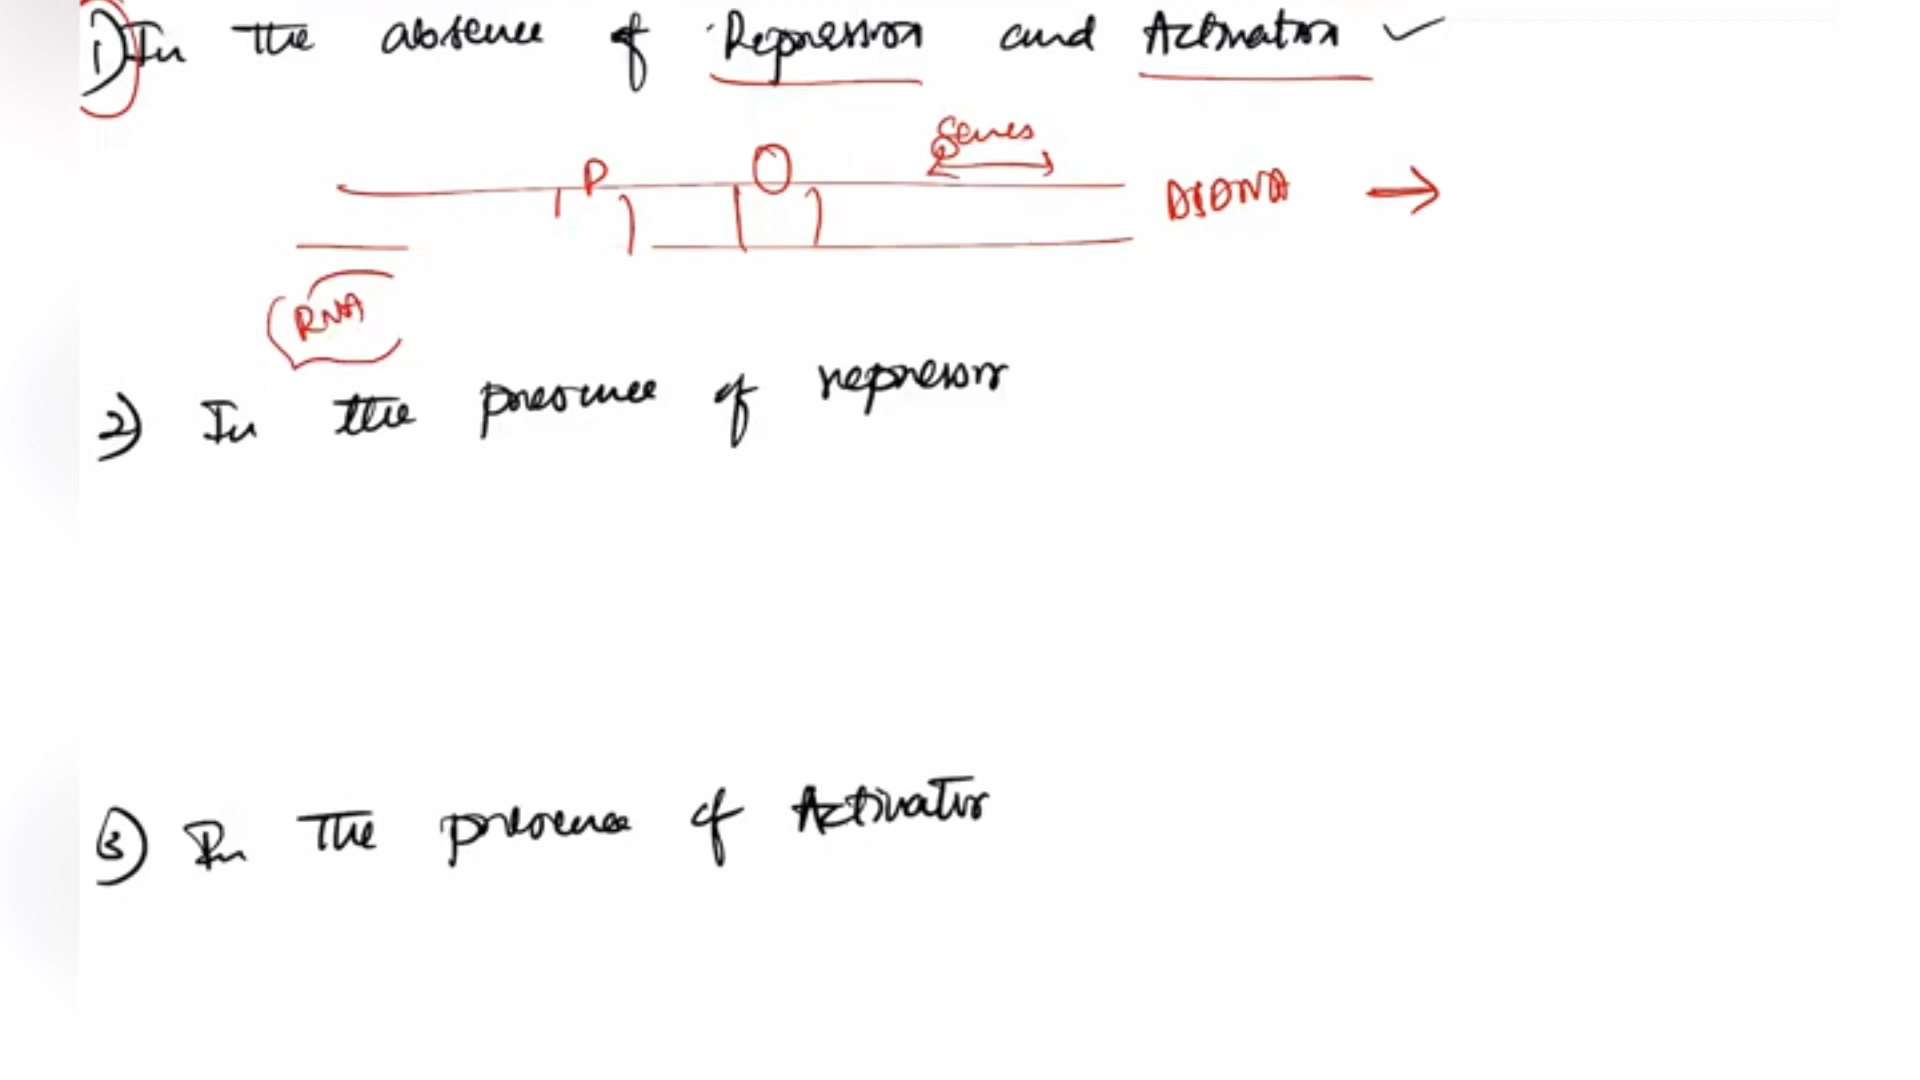 1) In the absence of Repressor and Activator ✓
Genes
P O
DSDNA →
RNA
2) In the presence of repressor
3) In The presence of Activator